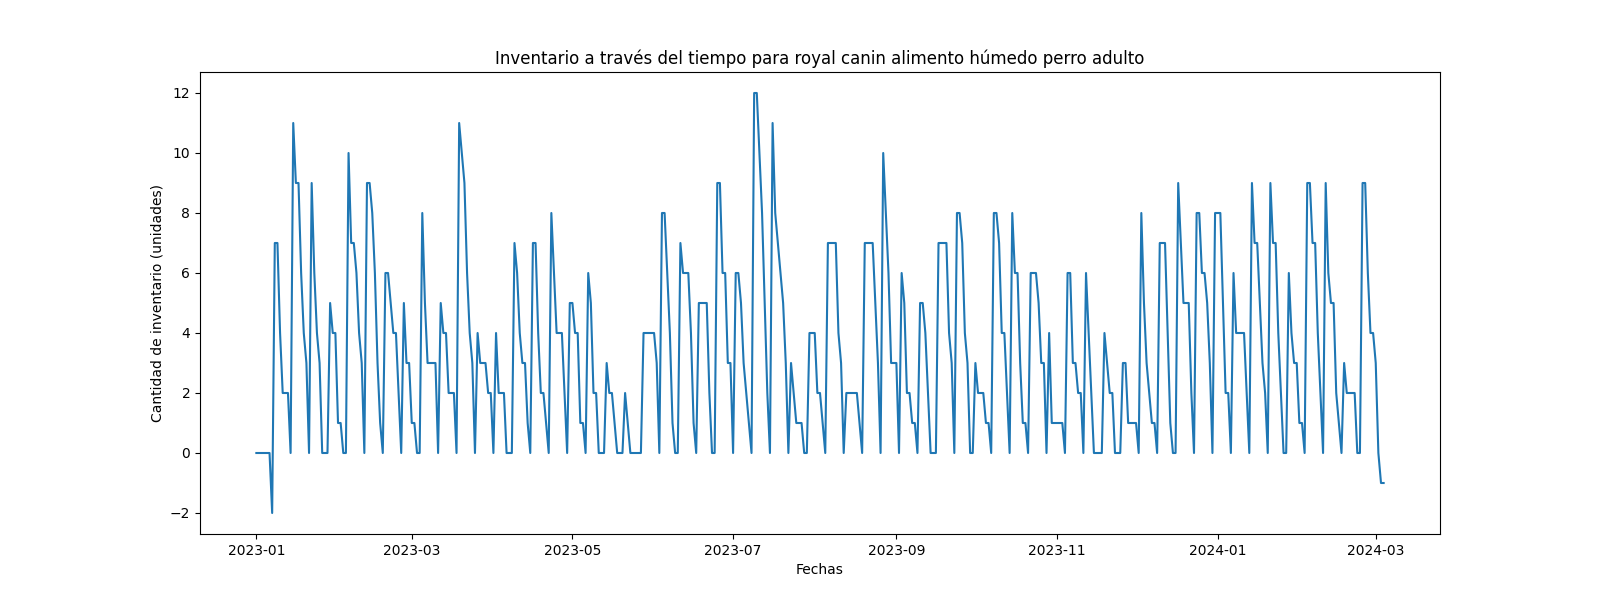 Inventario a través del tiempo para royal canin alimento húmedo perro adulto
Cantidad de inventario (unidades)
12
10
8
6
4
2
0
−2
2023-01 2023-03 2023-05 2023-07 2023-09 2023-11 2024-01 2024-03
Fechas